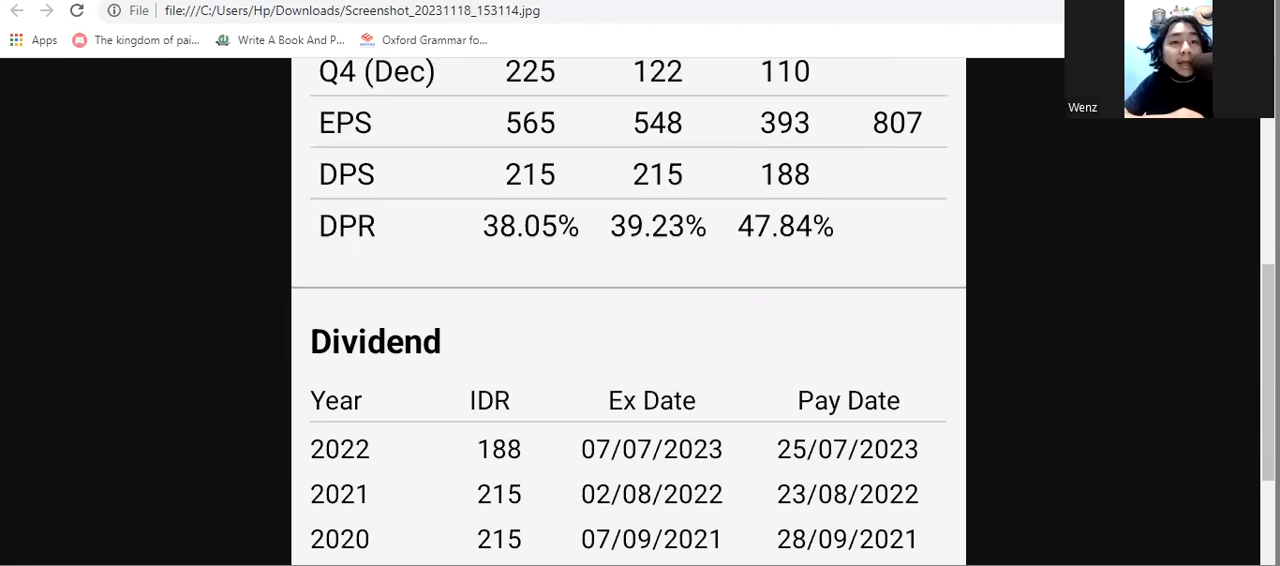 File file:///C:/Users/Hp/Downloads/Screenshot_20231118_153114.jpg
Apps The kingdom of pai... Write A Book And P... Oxford Grammar fo...
Wenz
Q4 (Dec) 225 122 110
EPS 565 548 393 807
DPS 215 215 188
DPR 38.05% 39.23% 47.84%
Dividend
Year IDR Ex Date Pay Date
2022 188 07/07/2023 25/07/2023
2021 215 02/08/2022 23/08/2022
2020 215 07/09/2021 28/09/2021